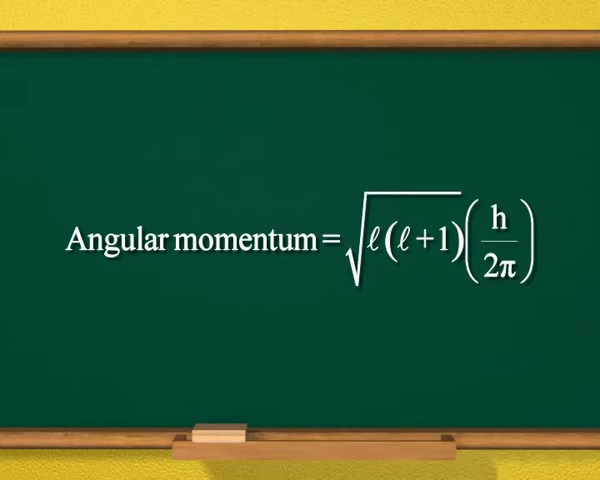 Angular momentum = √ℓ(ℓ+1) (h/2π)